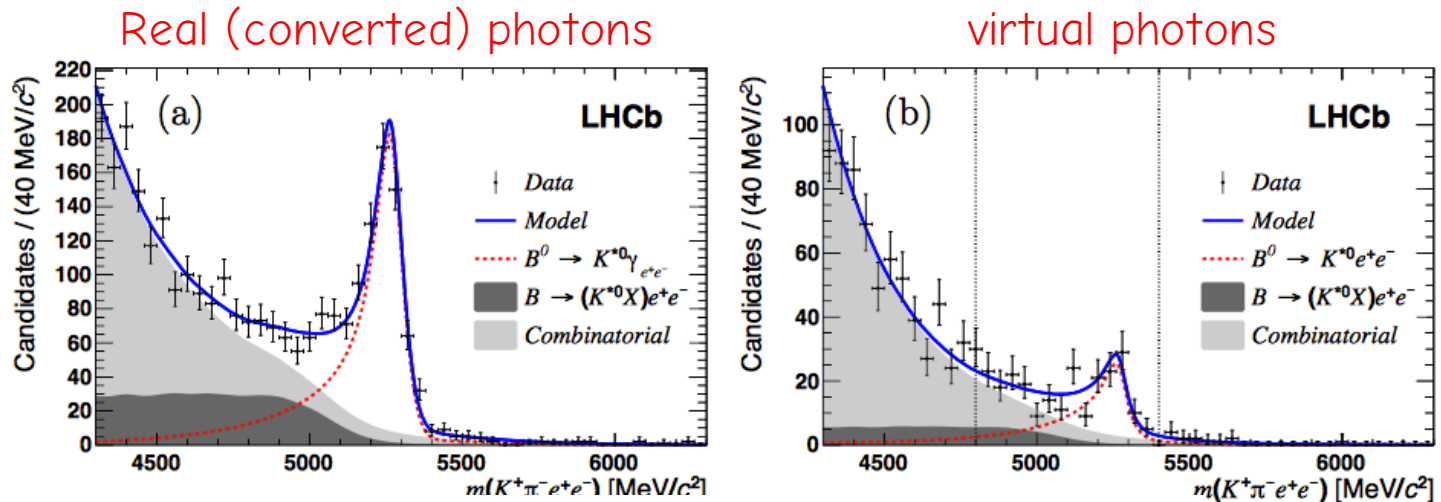 Real (converted) photons
virtual photons
Candidates / (40 MeV/c²)
220
200
180
160
140
120
100
80
60
40
20
0
(a)
LHCb
Data
Model
B⁰ → K*⁰γ e⁺e⁻
B → (K*⁰X)e⁺e⁻
Combinatorial
4500
5000
5500
6000
m(K⁺π⁻e⁺e⁻) [MeV/c²]
Candidates / (40 MeV/c²)
100
80
60
40
20
0
(b)
LHCb
Data
Model
B⁰ → K*⁰e⁺e⁻
B → (K*⁰X)e⁺e⁻
Combinatorial
4500
5000
5500
6000
m(K⁺π⁻e⁺e⁻) [MeV/c²]